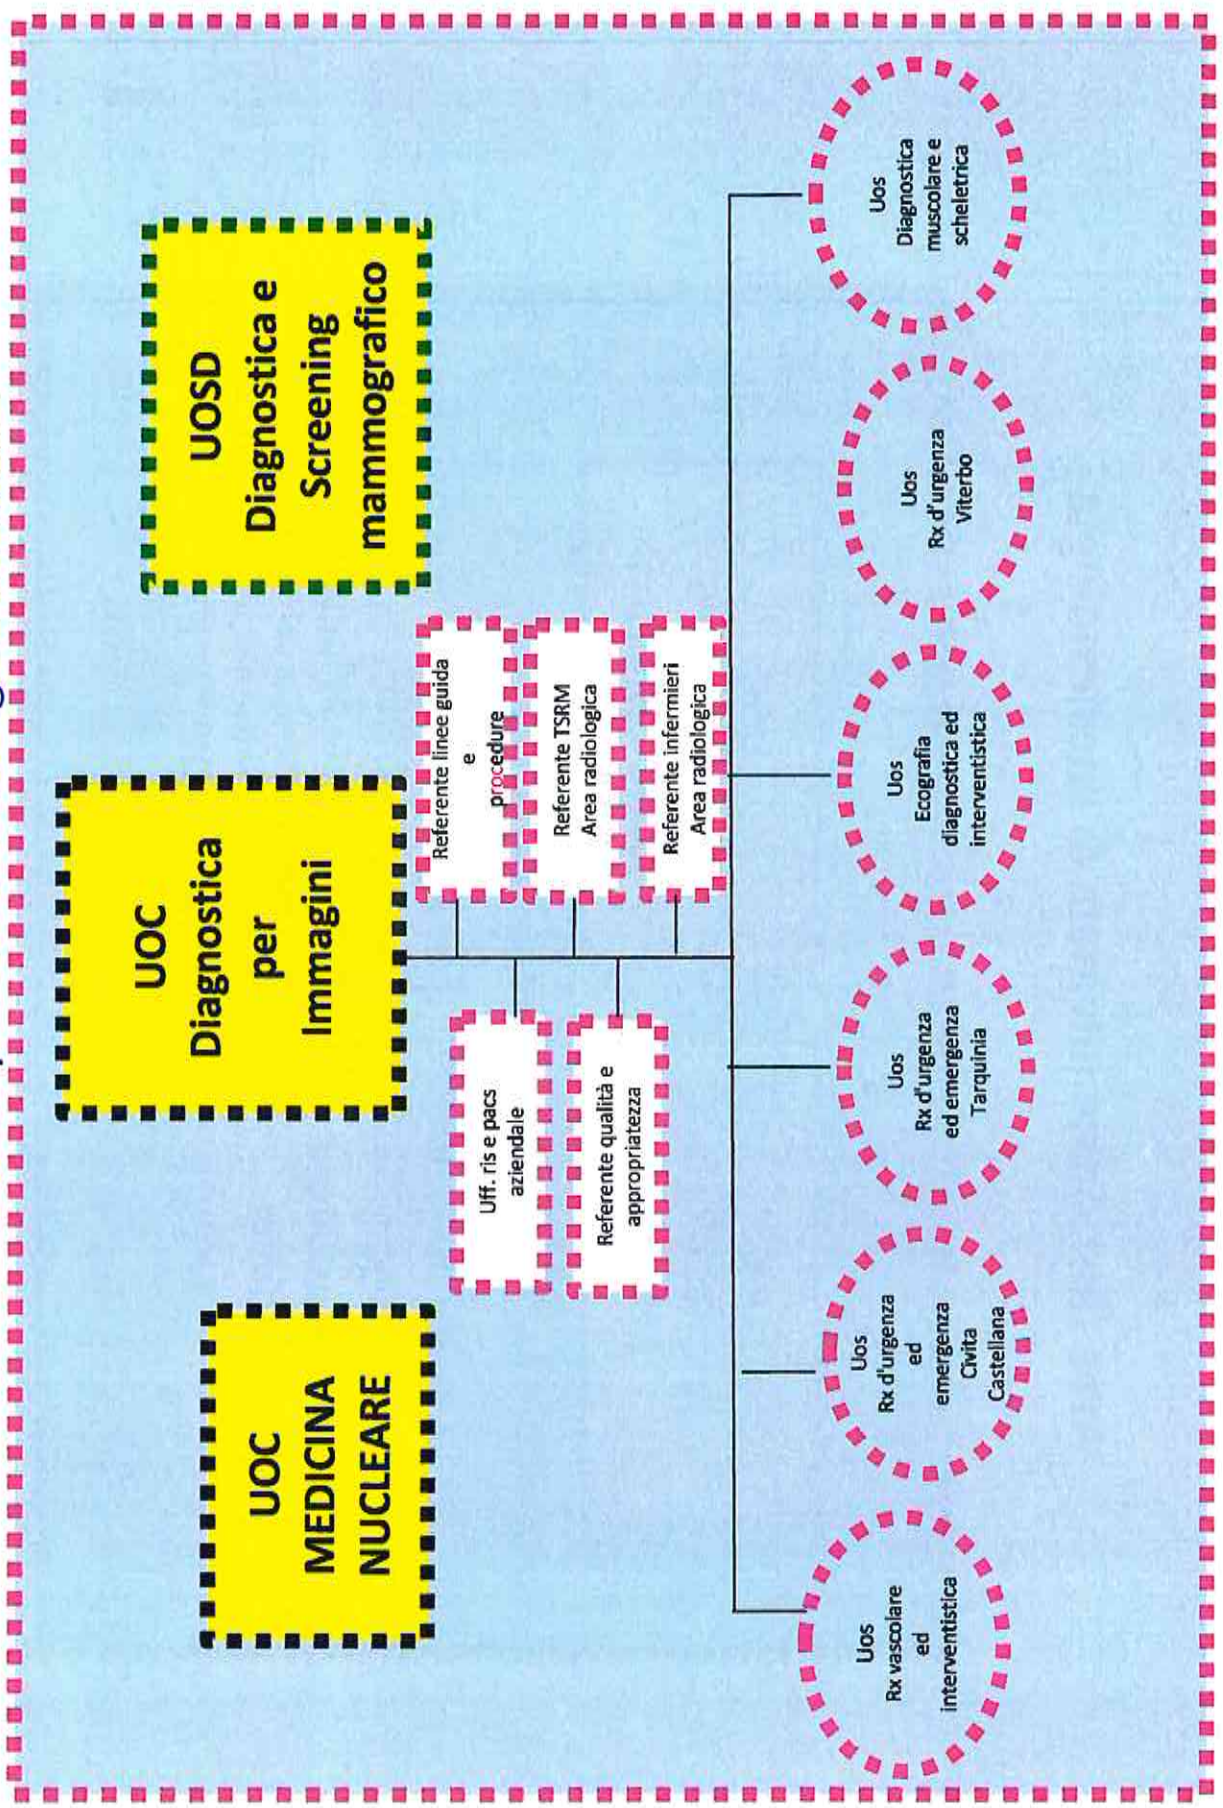 UOC
Diagnostica
per
Immagini
UOC
MEDICINA
NUCLEARE
UOSD
Diagnostica e
Screening
mammografico
Uff. ris e pacs
aziendale
Referente qualità e
appropriatezza
Referente linee guida
e
procedure
Referente TSRM
Area radiologica
Referente infermieri
Area radiologica
Uos
Rx vascolare
ed
interventistica
Uos
Rx d'urgenza
ed
emergenza
Civita
Castellana
Uos
Rx d'urgenza
ed emergenza
Tarquinia
Uos
Ecografia
diagnostica ed
interventistica
Uos
Rx d'urgenza
Viterbo
Uos
Diagnostica
muscolare e
scheletrica